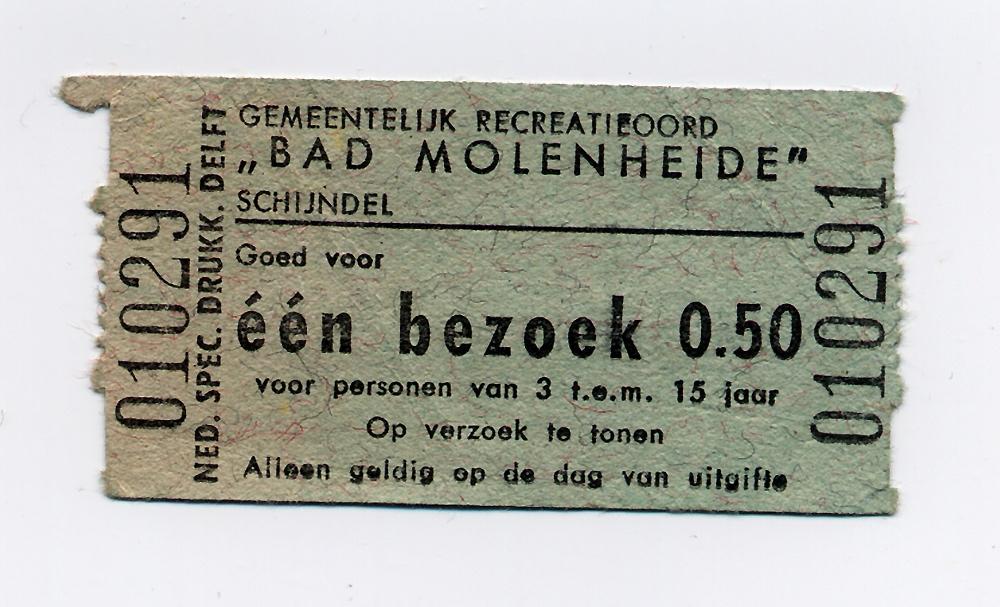 GEMEENTELIJK RECREATIEOORD
„BAD MOLENHEIDE”
SCHIJNDEL
Goed voor
één bezoek 0.50
voor personen van 3 t.e.m. 15 jaar
Op verzoek te tonen
Alleen geldig op de dag van uitgifte
010291
NED. SPEC. DRUKK. DELFT
010291